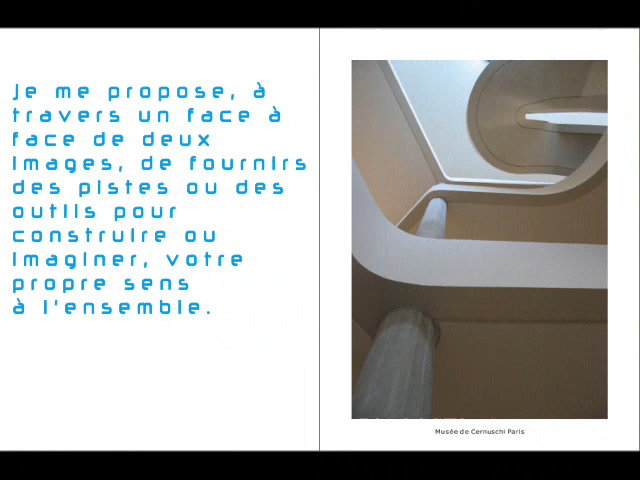 Je me propose, à
travers un face à
face de deux
images, de fournirs
des pistes ou des
outils pour
construire ou
imaginer, votre
propre sens
à l'ensemble.
Musée de Cernuschi Paris